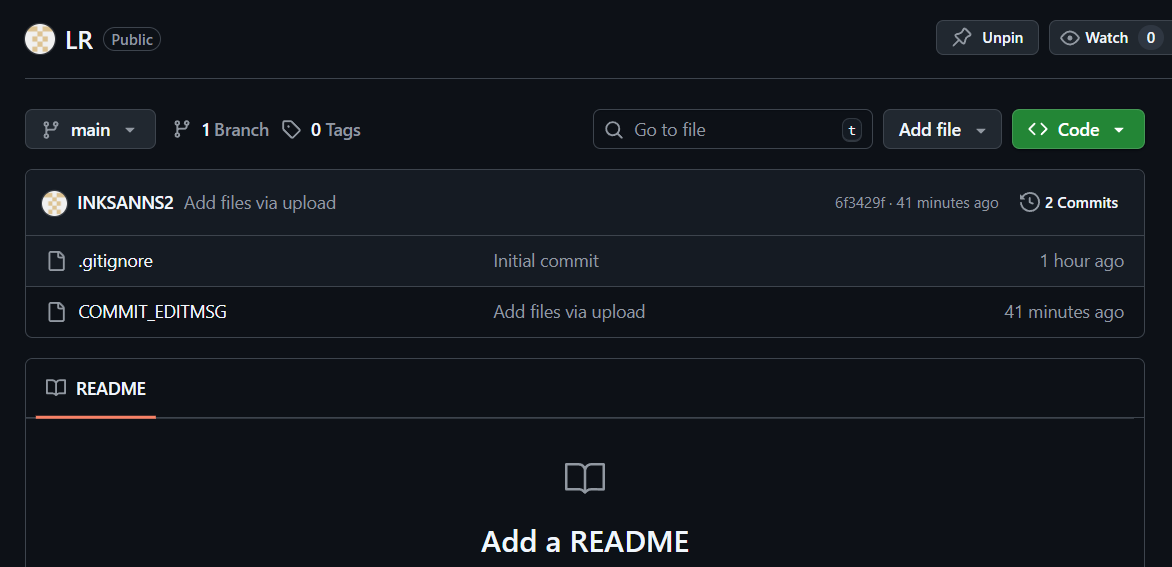 LR Public Unpin Watch 0
main 1 Branch 0 Tags Go to file t Add file Code
INKSANNS2 Add files via upload 6f3429f · 41 minutes ago 2 Commits
.gitignore Initial commit 1 hour ago
COMMIT_EDITMSG Add files via upload 41 minutes ago
README
Add a README